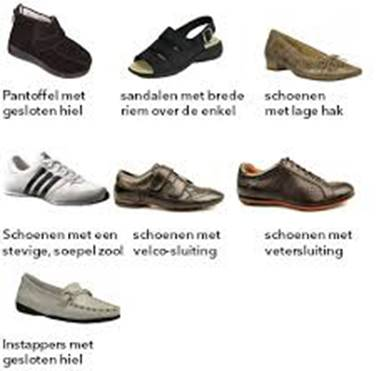 Pantoffel met
gesloten hiel
sandalen met brede
riem over de enkel
schoenen
met lage hak
Schoenen met een
stevige, soepel zool
schoenen met
velco-sluiting
schoenen met
vetersluiting
Instappers met
gesloten hiel